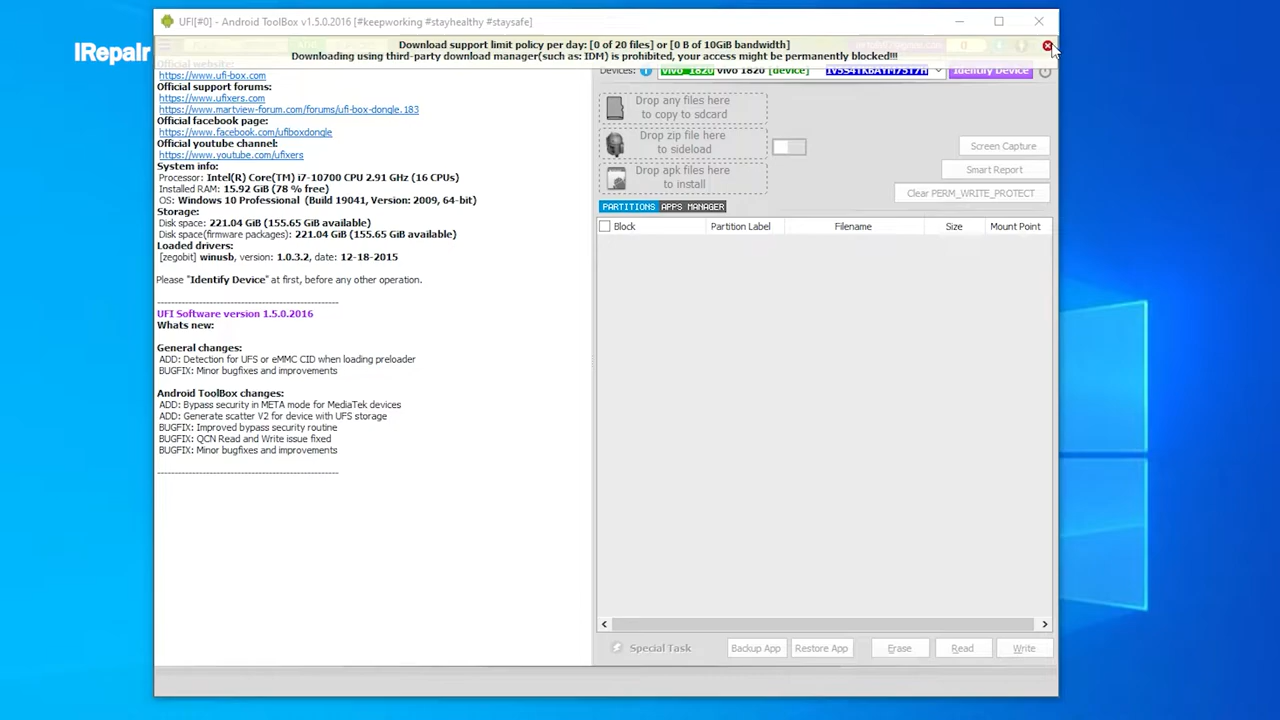 UFI[#0] - Android ToolBox v1.5.0.2016 [#keepworking #stayhealthy #staysafe]
IRepair
Download support limit policy per day: [0 of 20 files] or [0 B of 10GiB bandwidth]
Downloading using third-party download manager(such as: IDM) is prohibited, your access might be permanently blocked!!!
Official website:
https://www.ufi-box.com
Official support forums:
https://www.ufixers.com
https://www.martview-forum.com/forums/ufi-box-dongle.183
Official facebook page:
https://www.facebook.com/ufiboxdongle
Official youtube channel:
https://www.youtube.com/ufixers
System info:
Processor: Intel(R) Core(TM) i7-10700 CPU 2.91 GHz (16 CPUs)
Installed RAM: 15.92 GiB (78 % free)
OS: Windows 10 Professional (Build 19041, Version: 2009, 64-bit)
Storage:
Disk space: 221.04 GiB (155.65 GiB available)
Disk space(firmware packages): 221.04 GiB (155.65 GiB available)
Loaded drivers:
[zegobit] winusb, version: 1.0.3.2, date: 12-18-2015
Please "Identify Device" at first, before any other operation.
UFI Software version 1.5.0.2016
Whats new:
General changes:
ADD: Detection for UFS or eMMC CID when loading preloader
BUGFIX: Minor bugfixes and improvements
Android ToolBox changes:
ADD: Bypass security in META mode for MediaTek devices
ADD: Generate scatter V2 for device with UFS storage
BUGFIX: Improved bypass security routine
BUGFIX: QCN Read and Write issue fixed
BUGFIX: Minor bugfixes and improvements
Devices: vivo 1820 vivo 1820 [device] Identify Device
Drop any files here
to copy to sdcard
Drop zip file here
to sideload
Drop apk files here
to install
Screen Capture
Smart Report
Clear PERM_WRITE_PROTECT
PARTITIONS APPS MANAGER
Block Partition Label Filename Size Mount Point
Special Task Backup App Restore App Erase Read Write